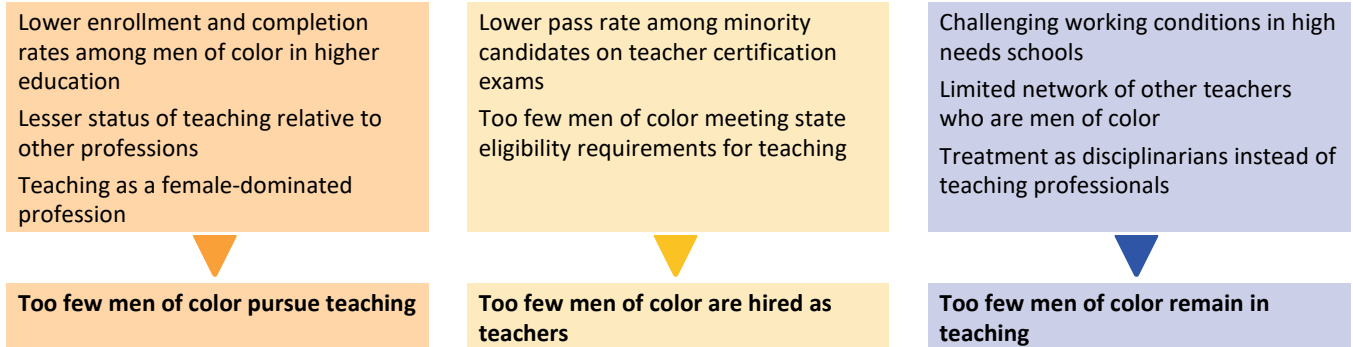 Lower enrollment and completion
rates among men of color in higher
education
Lesser status of teaching relative to
other professions
Teaching as a female-dominated
profession
Too few men of color pursue teaching
Lower pass rate among minority
candidates on teacher certification
exams
Too few men of color meeting state
eligibility requirements for teaching
Too few men of color are hired as
teachers
Challenging working conditions in high
needs schools
Limited network of other teachers
who are men of color
Treatment as disciplinarians instead of
teaching professionals
Too few men of color remain in
teaching